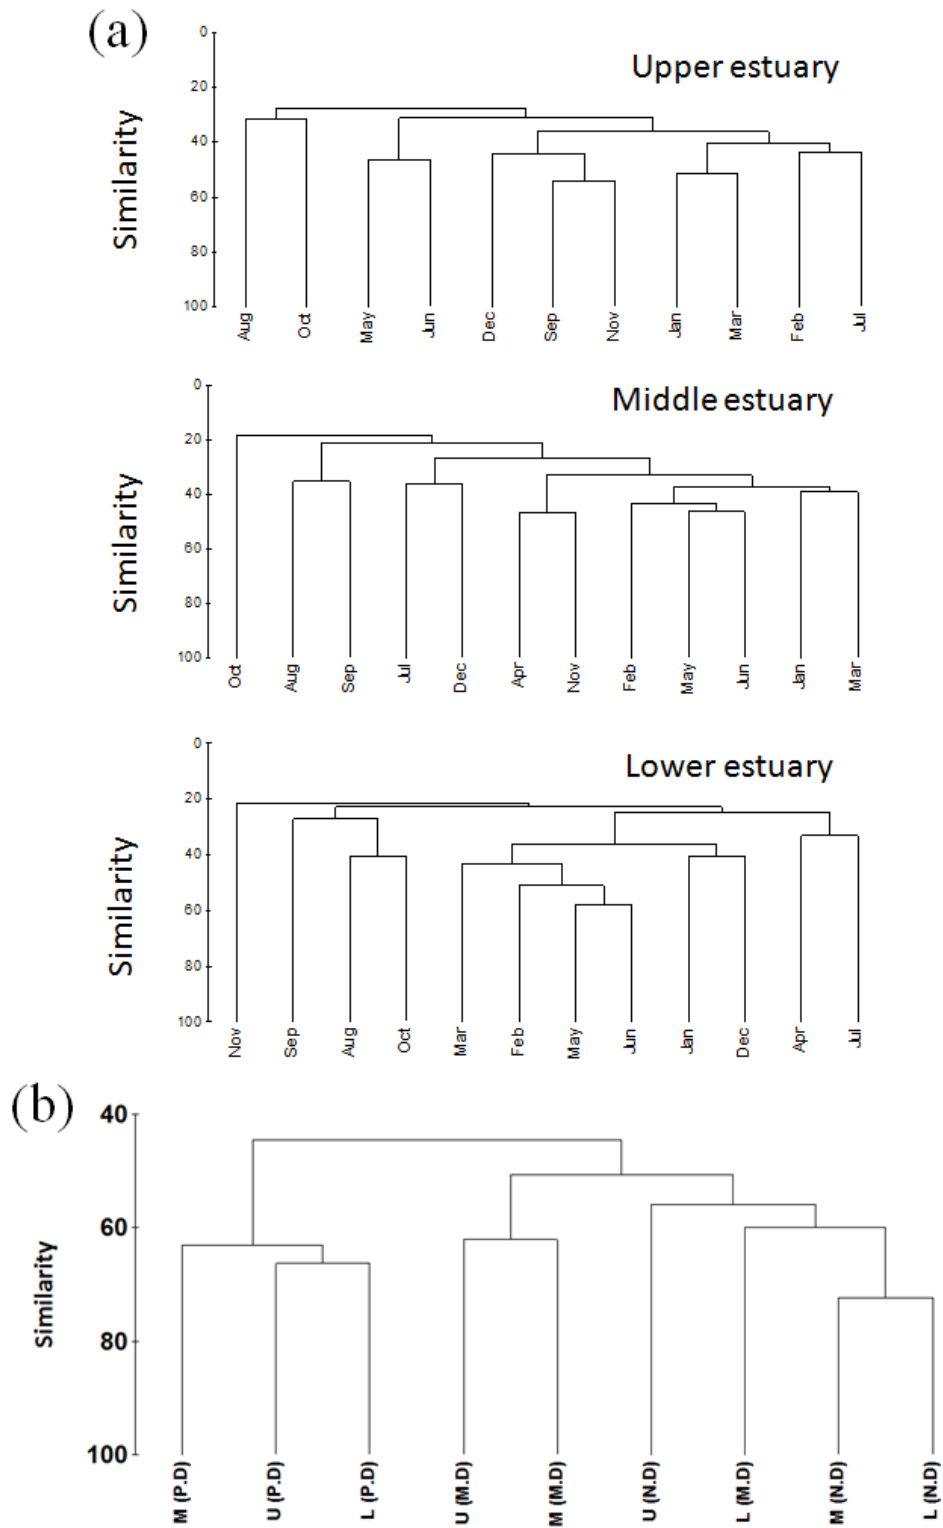 (a)
Upper estuary
Similarity
0
20
40
60
80
100
Aug Oct May Jun Dec Sep Nov Jan Mar Feb Jul
Middle estuary
Similarity
0
20
40
60
80
100
Oct Aug Sep Jul Dec Apr Nov Feb May Jun Jan Mar
Lower estuary
Similarity
0
20
40
60
80
100
Nov Sep Aug Oct Mar Feb May Jun Jan Dec Apr Jul
(b)
Similarity
40
60
80
100
M (P.D) U (P.D) L (P.D) U (M.D) M (M.D) U (N.D) L (M.D) M (N.D) L (N.D)